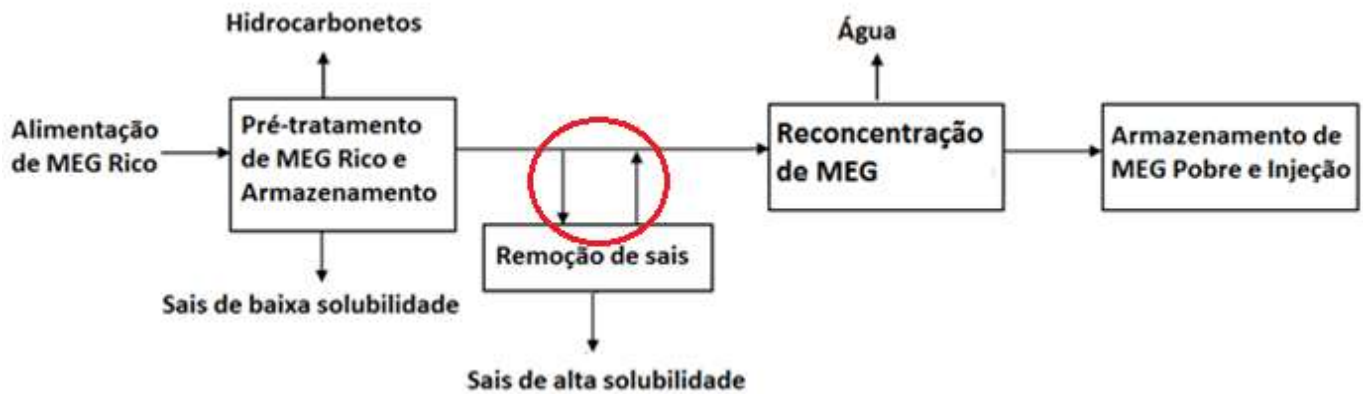 Hidrocarbonetos
Água
Alimentação
de MEG Rico
Pré-tratamento
de MEG Rico e
Armazenamento
Reconcentração
de MEG
Armazenamento de
MEG Pobre e Injeção
Remoção de sais
Sais de baixa solubilidade
Sais de alta solubilidade